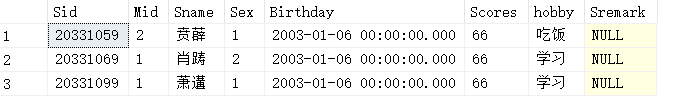 Sid Mid Sname Sex Birthday Scores hobby Sremark
1 20331059 2 贲薜 1 2003-01-06 00:00:00.000 66 吃饭 NULL
2 20331069 1 肖踌 2 2003-01-06 00:00:00.000 66 学习 NULL
3 20331099 1 萧邋 1 2003-01-06 00:00:00.000 66 学习 NULL